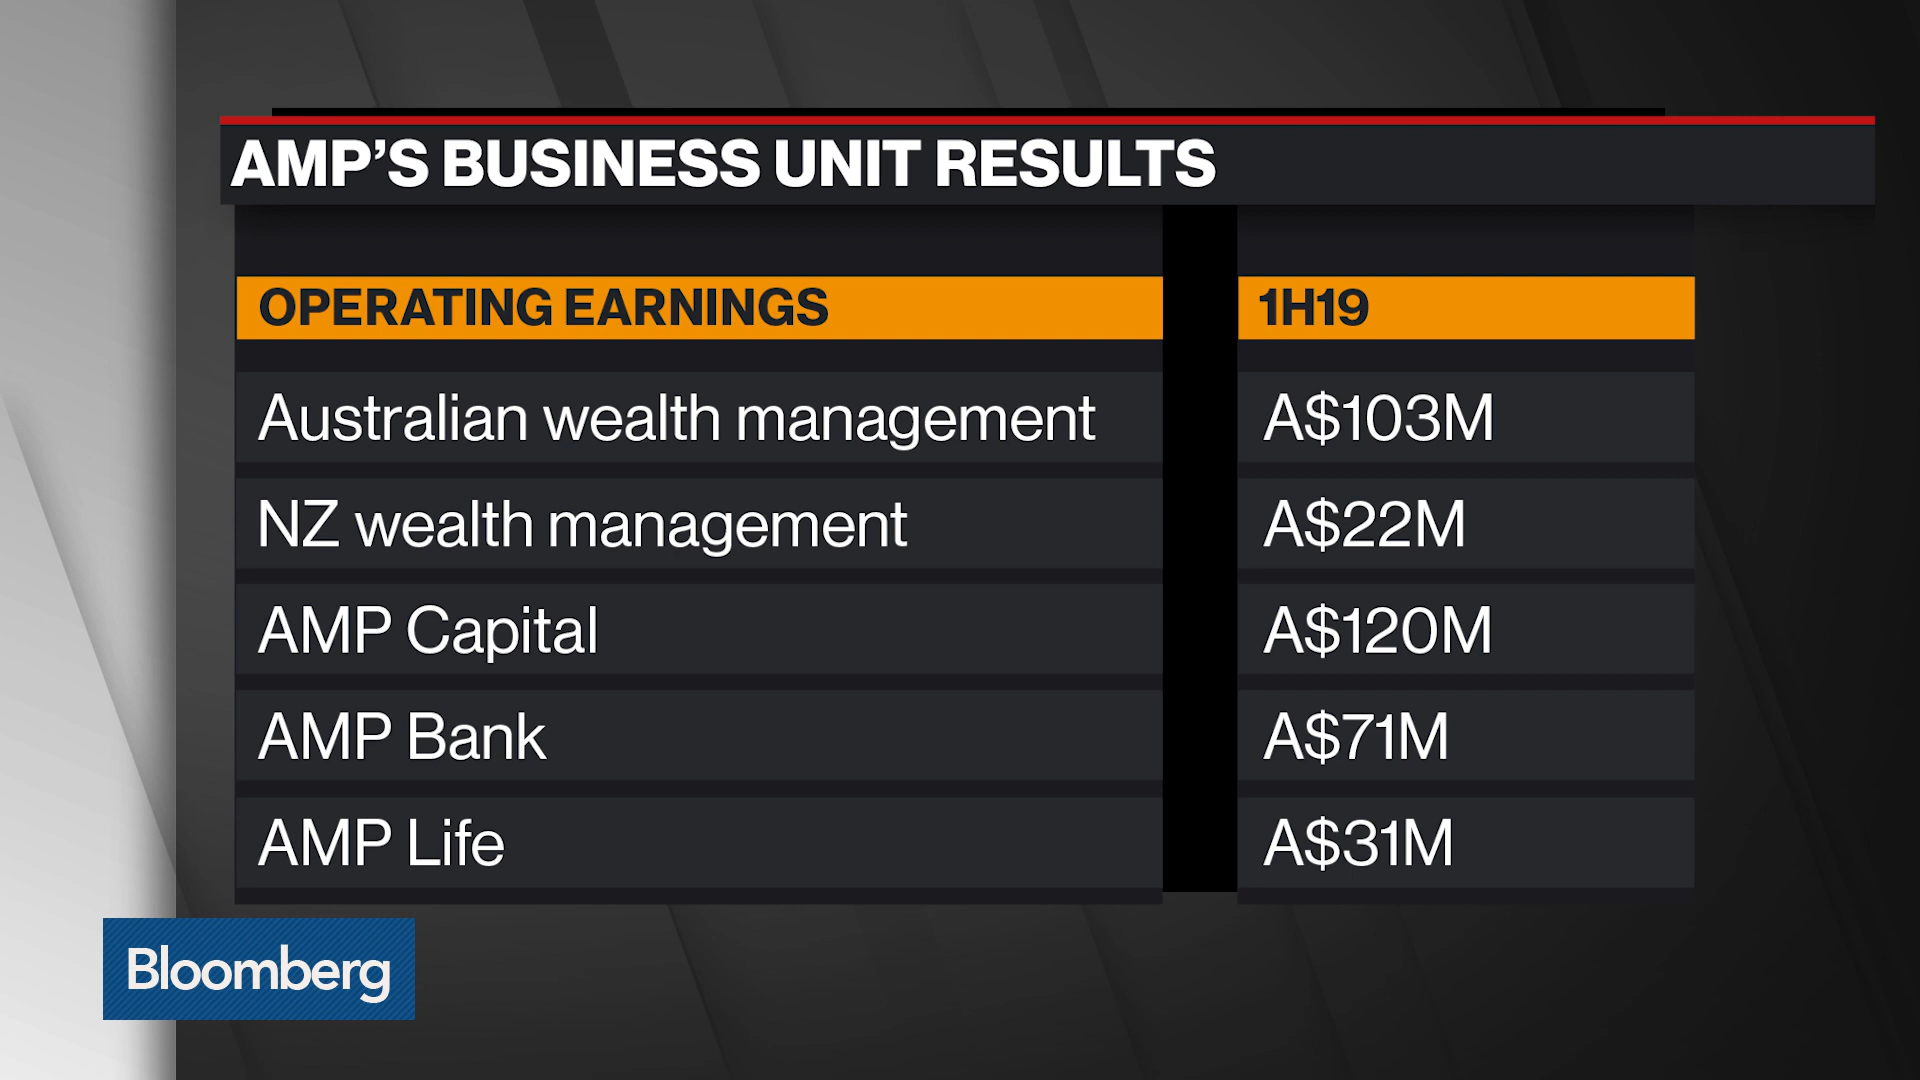 AMP’S BUSINESS UNIT RESULTS
OPERATING EARNINGS 1H19
Australian wealth management A$103M
NZ wealth management A$22M
AMP Capital A$120M
AMP Bank A$71M
AMP Life A$31M
Bloomberg